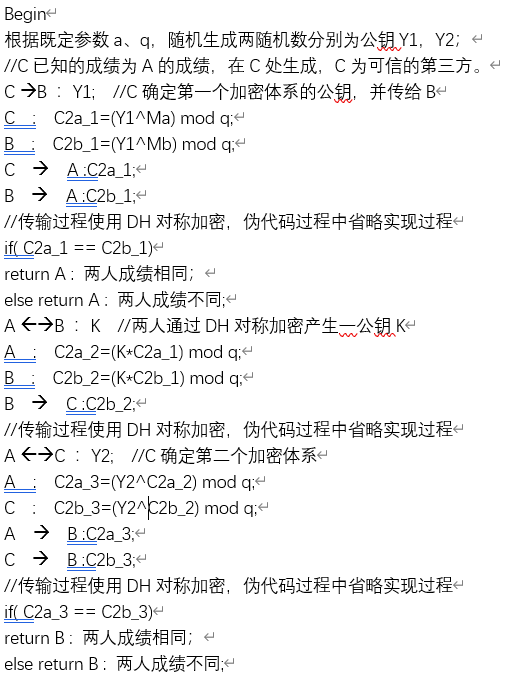 Begin
根据既定参数 a、q，随机生成两随机数分别为公钥 Y1，Y2；
//C 已知的成绩为 A 的成绩，在 C 处生成，C 为可信的第三方。
C →B ：Y1;   //C 确定第一个加密体系的公钥，并传给 B
C   :   C2a_1=(Y1^Ma) mod q;
B   :   C2b_1=(Y1^Mb) mod q;
C   →   A :C2a_1;
B   →   A :C2b_1;
//传输过程使用 DH 对称加密，伪代码过程中省略实现过程
if( C2a_1 == C2b_1)
return A：两人成绩相同；
else return A：两人成绩不同;
A ←→B ：K   //两人通过 DH 对称加密产生一公钥 K
A   :   C2a_2=(K*C2a_1) mod q;
B   :   C2b_2=(K*C2b_1) mod q;
B   →   C :C2b_2;
//传输过程使用 DH 对称加密，伪代码过程中省略实现过程
A ←→C ：Y2;   //C 确定第二个加密体系
A   :   C2a_3=(Y2^C2a_2) mod q;
C   :   C2b_3=(Y2^C2b_2) mod q;
A   →   B :C2a_3;
C   →   B :C2b_3;
//传输过程使用 DH 对称加密，伪代码过程中省略实现过程
if( C2a_3 == C2b_3)
return B：两人成绩相同；
else return B：两人成绩不同;